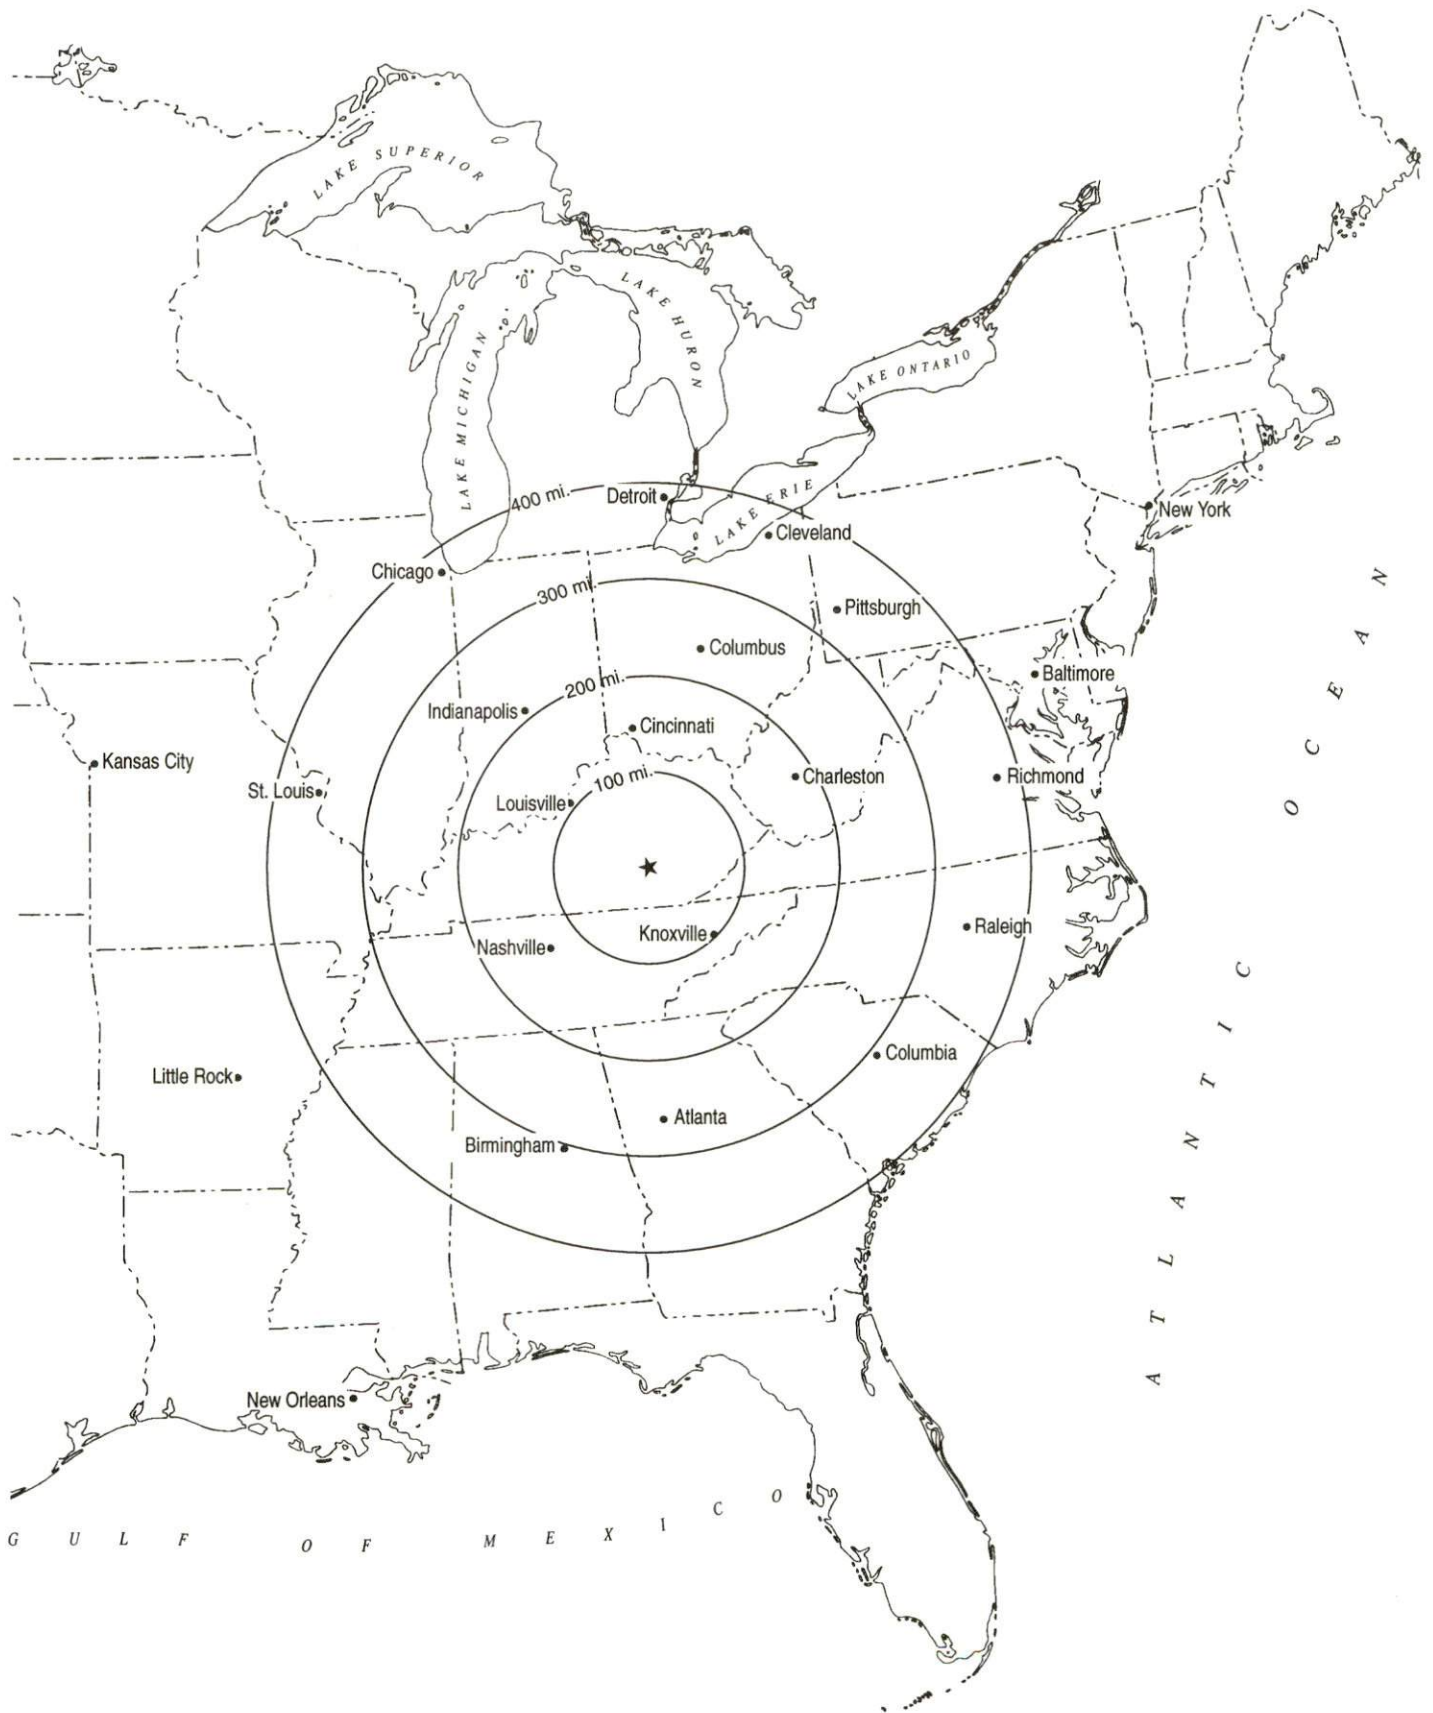 LAKE SUPERIOR
LAKE HURON
LAKE MICHIGAN
LAKE ONTARIO
400 mi.
Detroit
LAKE ERIE
New York
Cleveland
Chicago
300 mi.
Pittsburgh
Columbus
Baltimore
200 mi.
Indianapolis
Cincinnati
Kansas City
100 mi.
Charleston
Richmond
St. Louis
Louisville
Knoxville
Raleigh
Nashville
Columbia
Little Rock
Atlanta
Birmingham
New Orleans
ATLANTIC OCEAN
GULF OF MEXICO